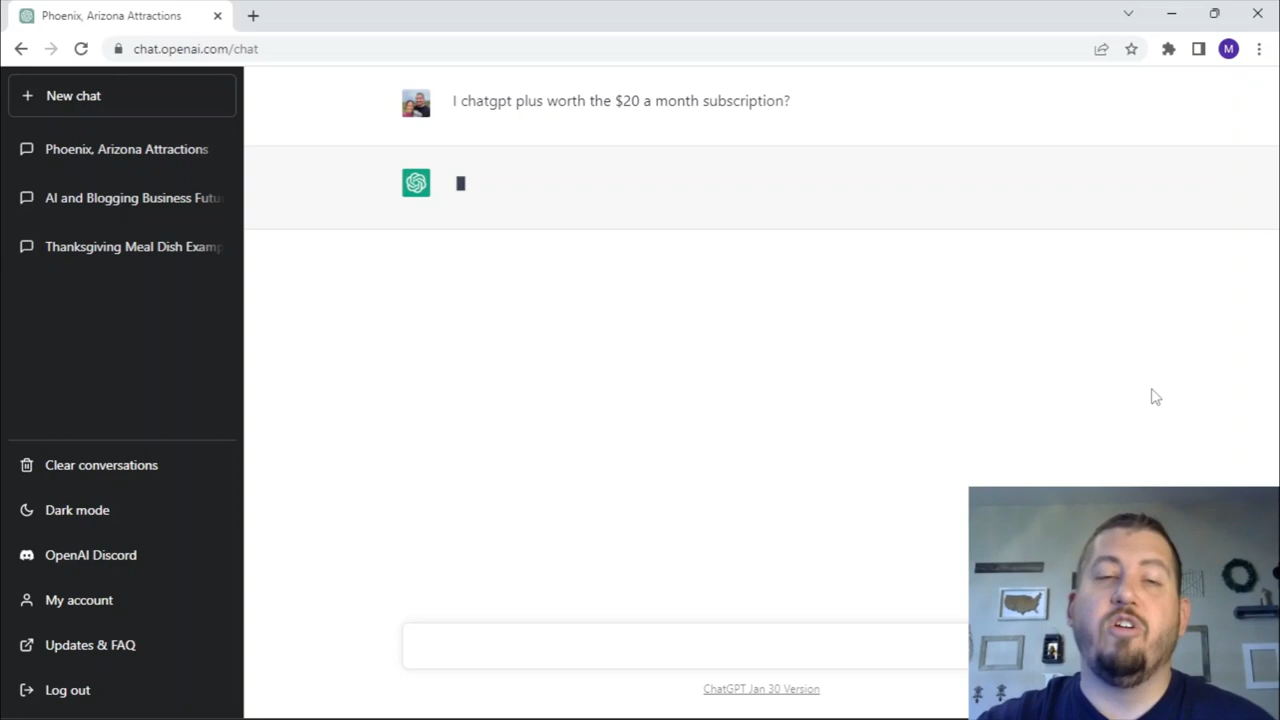 Phoenix, Arizona Attractions
chat.openai.com/chat
M
New chat
Phoenix, Arizona Attractions
AI and Blogging Business Futu
Thanksgiving Meal Dish Examp
Clear conversations
Dark mode
OpenAI Discord
My account
Updates & FAQ
Log out
I chatgpt plus worth the $20 a month subscription?
ChatGPT Jan 30 Version